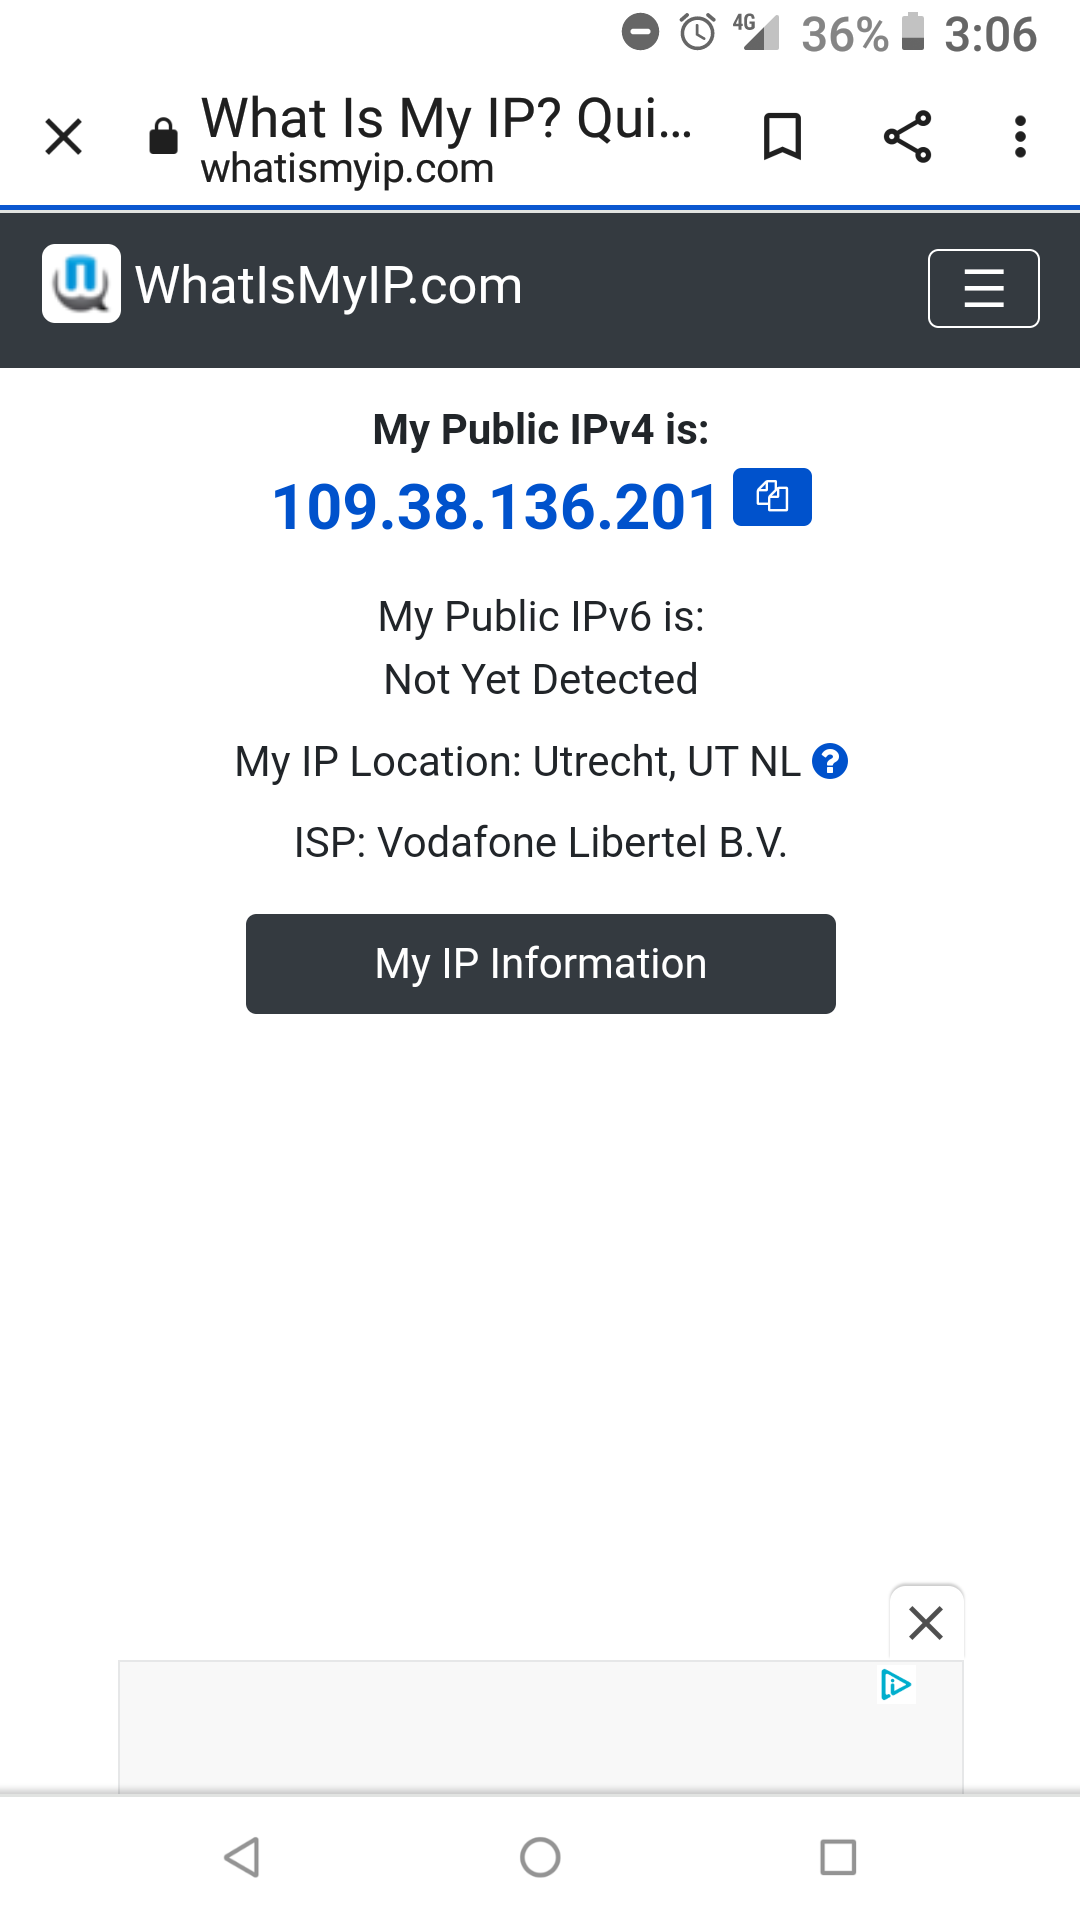 4G 36% 3:06
What Is My IP? Qui...
whatismyip.com
WhatIsMyIP.com
My Public IPv4 is:
109.38.136.201
My Public IPv6 is:
Not Yet Detected
My IP Location: Utrecht, UT NL ?
ISP: Vodafone Libertel B.V.
My IP Information